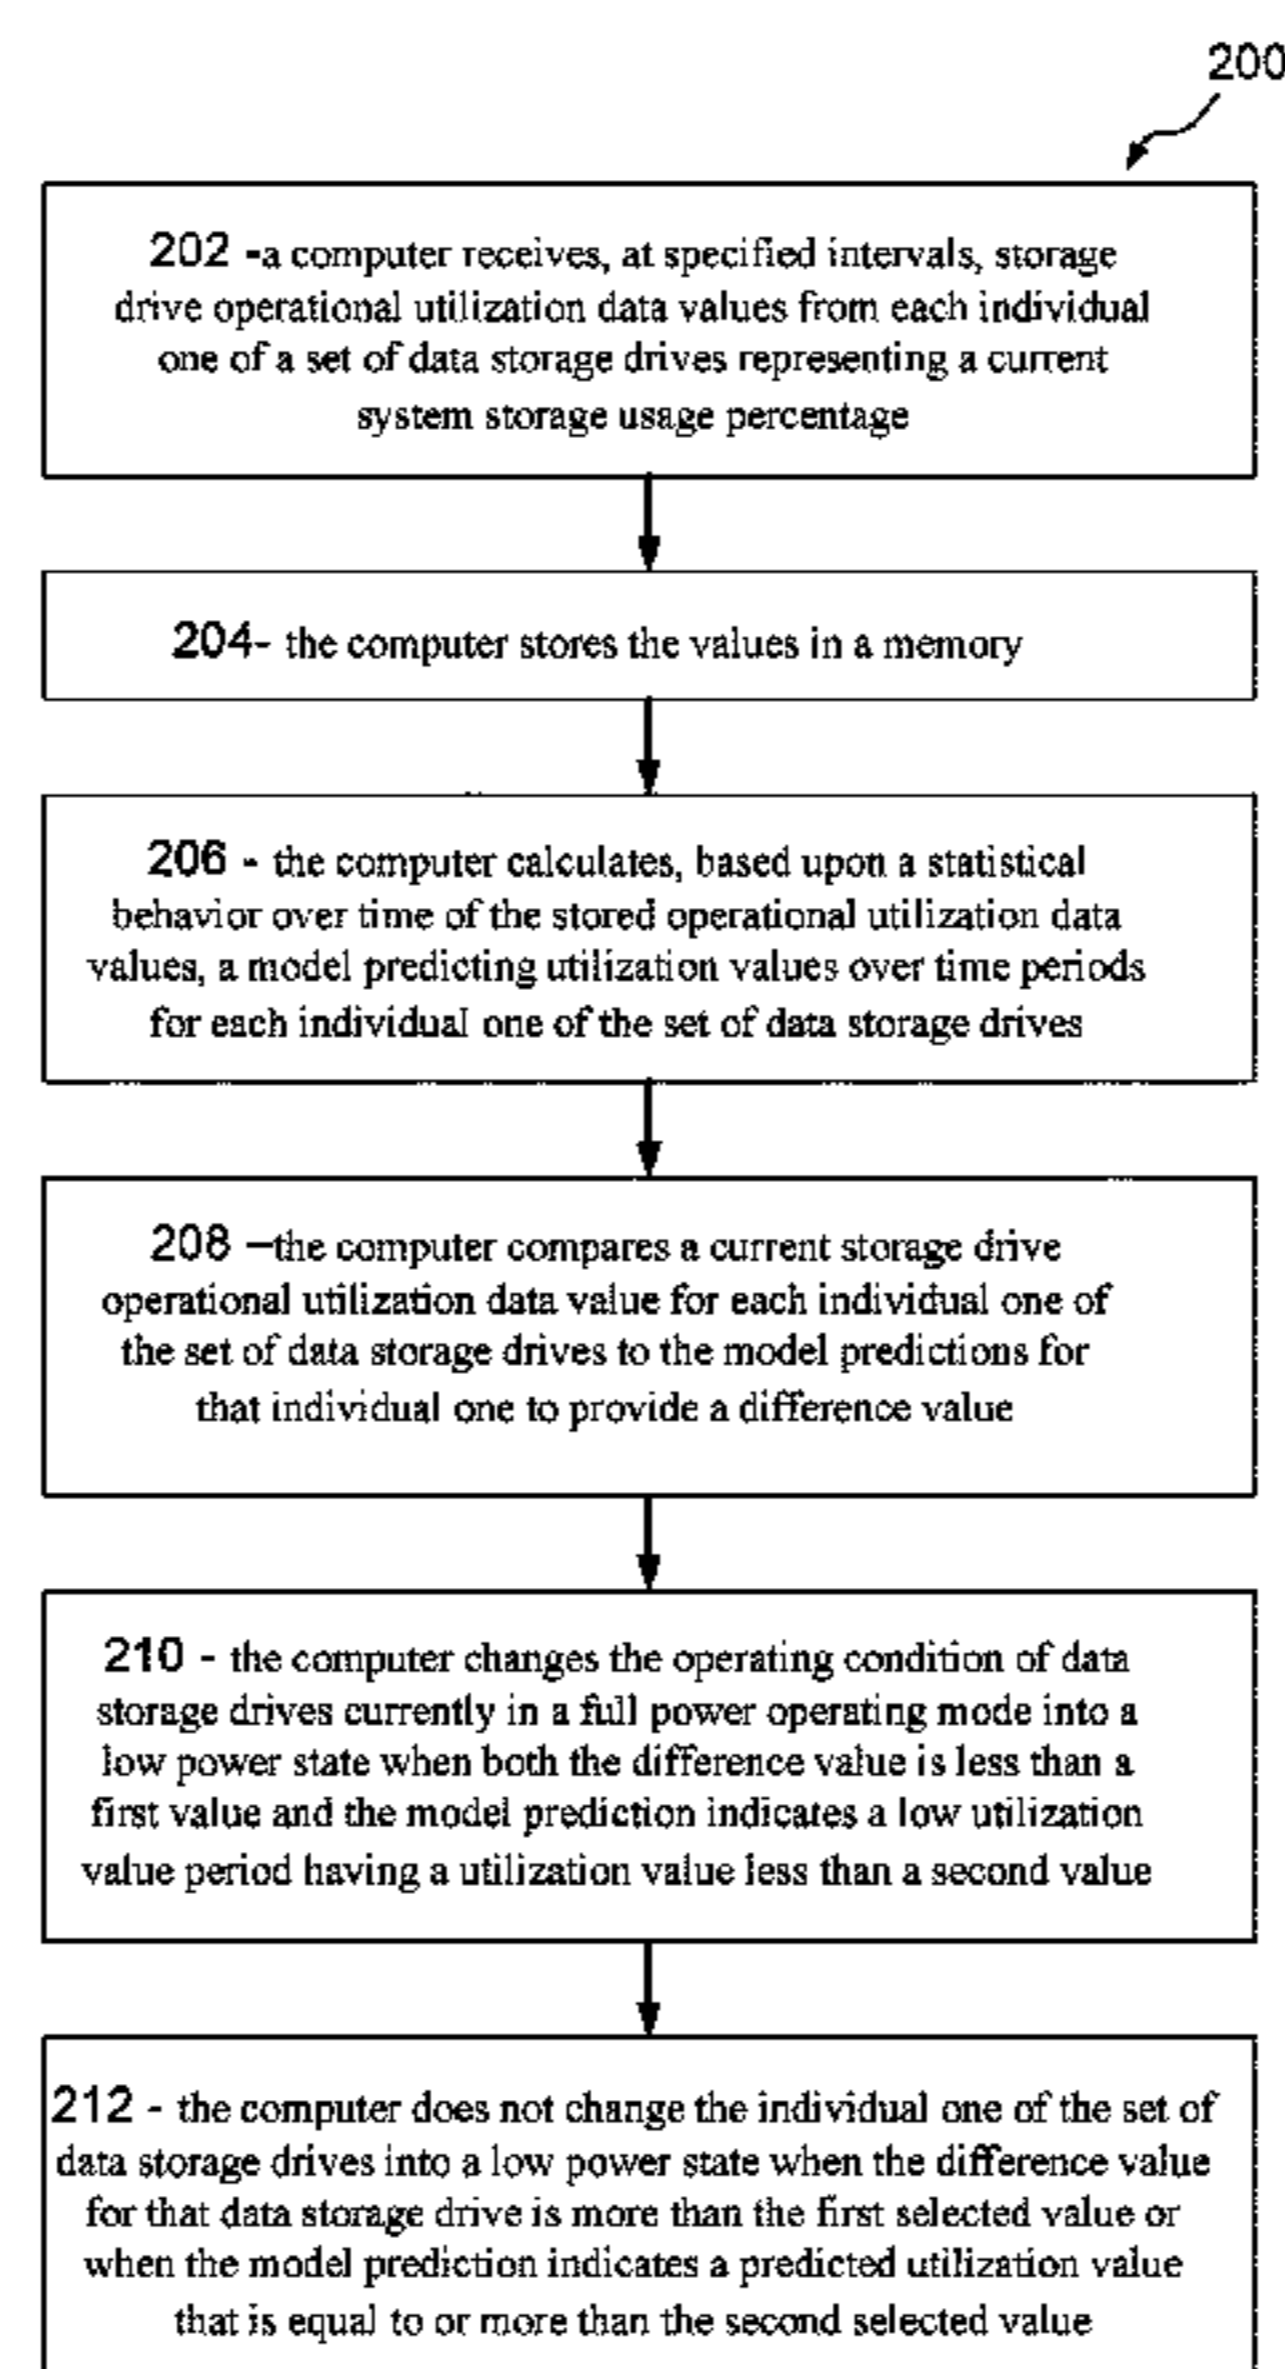 200
202 -a computer receives, at specified intervals, storage
drive operational utilization data values from each individual
one of a set of data storage drives representing a current
system storage usage percentage
204- the computer stores the values in a memory
206 - the computer calculates, based upon a statistical
behavior over time of the stored operational utilization data
values, a model predicting utilization values over time periods
for each individual one of the set of data storage drives
208 –the computer compares a current storage drive
operational utilization data value for each individual one of
the set of data storage drives to the model predictions for
that individual one to provide a difference value
210 - the computer changes the operating condition of data
storage drives currently in a full power operating mode into a
low power state when both the difference value is less than a
first value and the model prediction indicates a low utilization
value period having a utilization value less than a second value
212 - the computer does not change the individual one of the set of
data storage drives into a low power state when the difference value
for that data storage drive is more than the first selected value or
when the model prediction indicates a predicted utilization value
that is equal to or more than the second selected value